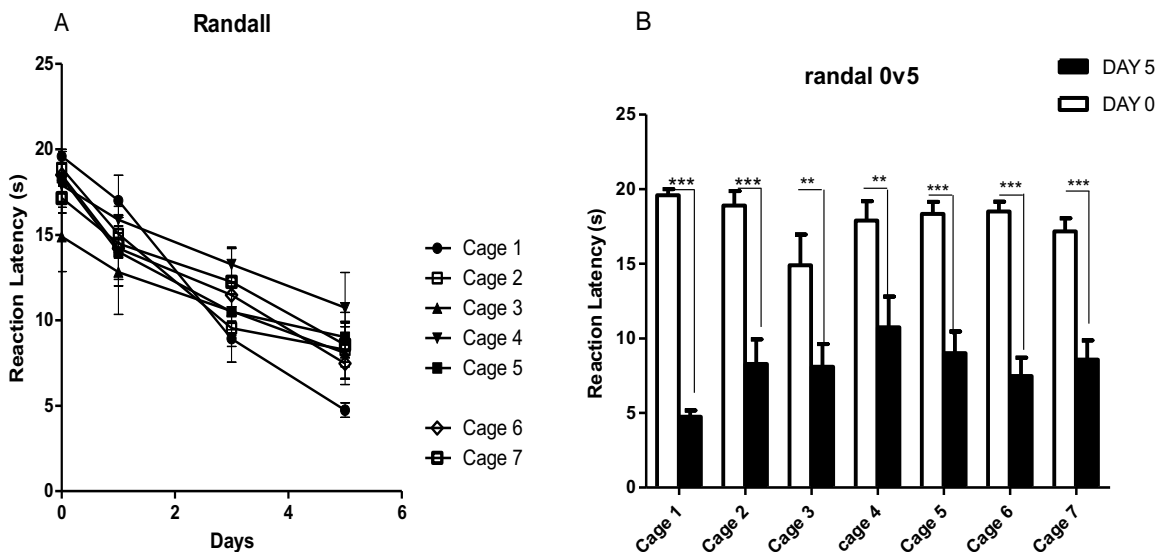 A
Randall
25
20
15
10
5
0
Reaction Latency (s)
0 2 4 6
Days
Cage 1
Cage 2
Cage 3
Cage 4
Cage 5
Cage 6
Cage 7
B
randal 0v5
DAY 5
DAY 0
25
20
15
10
5
0
Reaction Latency (s)
*** *** ** ** *** *** ***
Cage 1
Cage 2
Cage 3
cage 4
Cage 5
Cage 6
Cage 7